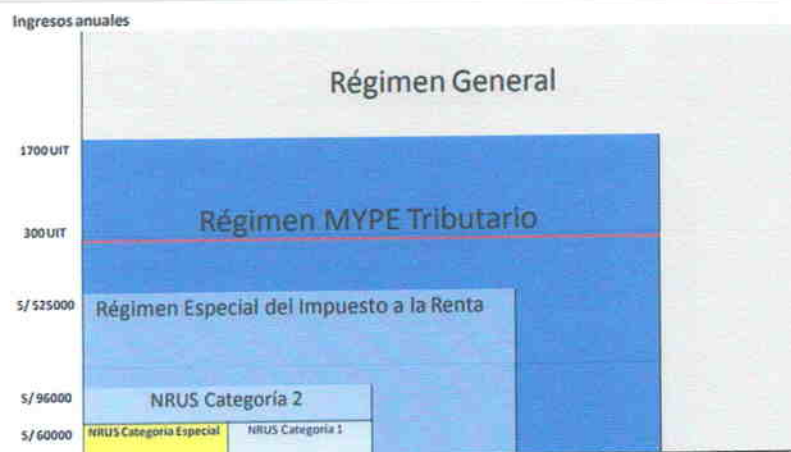 Ingresos anuales
Régimen General
1700 UIT
Régimen MYPE Tributario
300 UIT
S/ 525000
Régimen Especial del Impuesto a la Renta
S/ 96000
NRUS Categoría 2
S/ 60000
NRUS Categoría Especial
NRUS Categoría 1